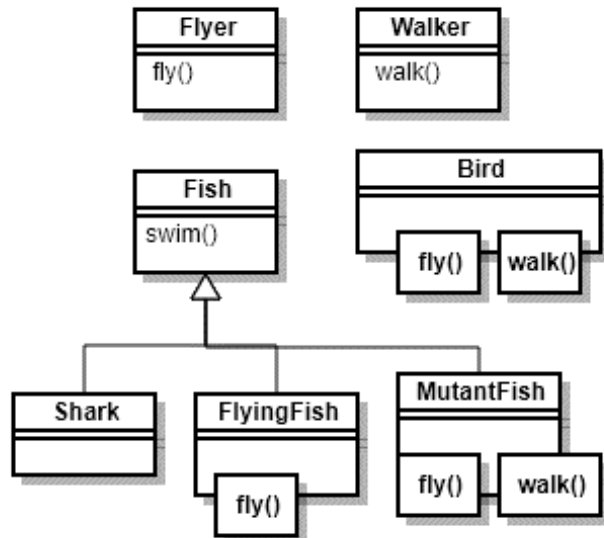 Flyer
fly()
Walker
walk()
Fish
swim()
Bird
fly()
walk()
Shark
FlyingFish
fly()
MutantFish
fly()
walk()